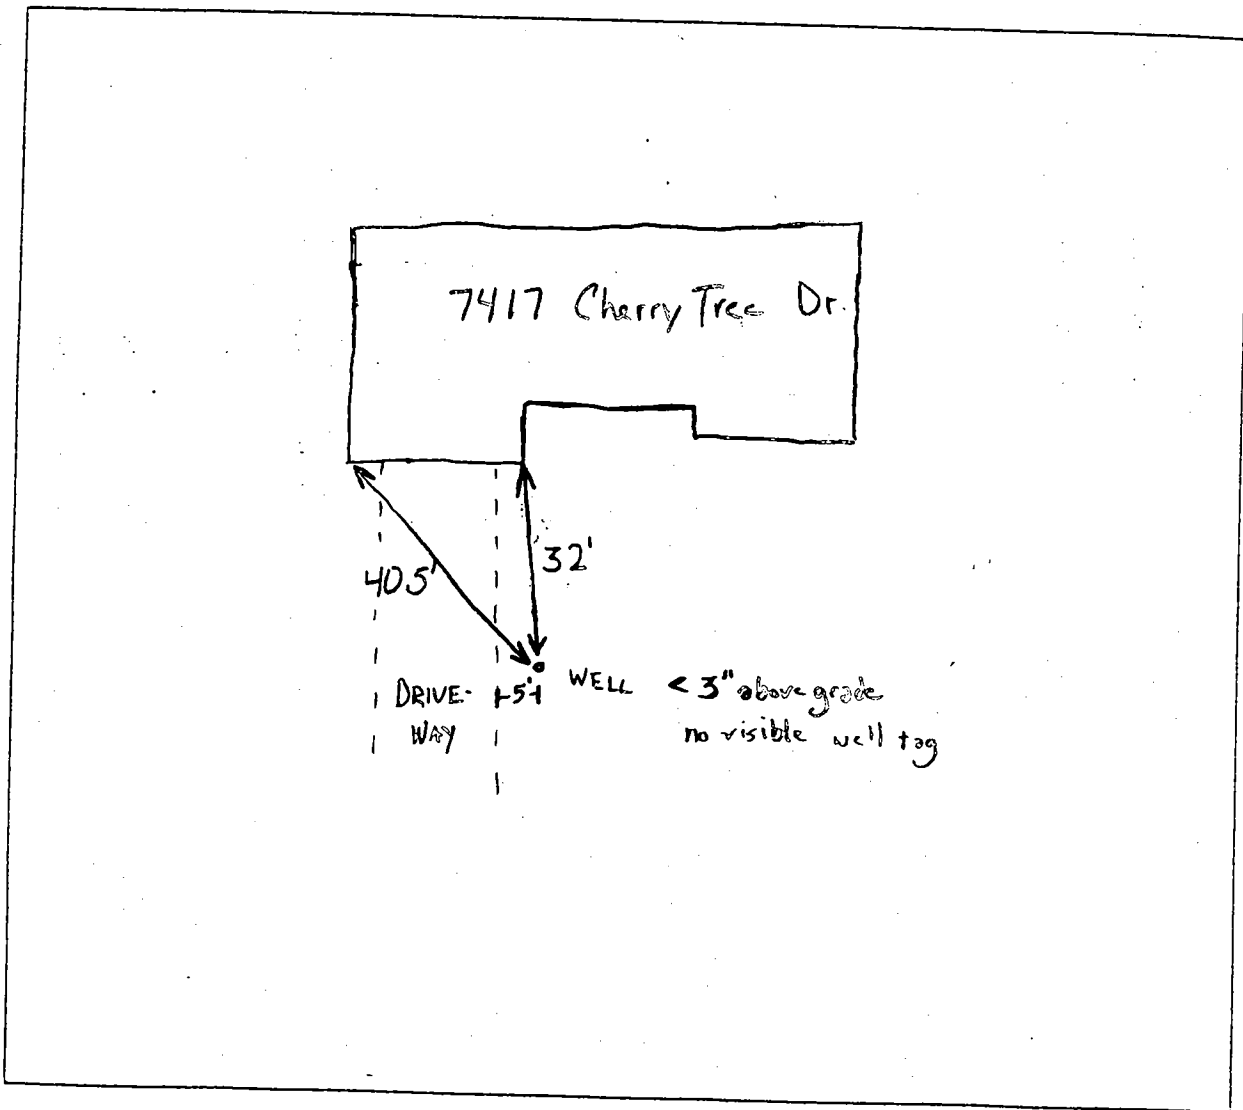 7417 Cherry Tree Dr.
32'
405'
DRIVE-
WAY
5'
WELL
< 3" above grade
no visible well tag